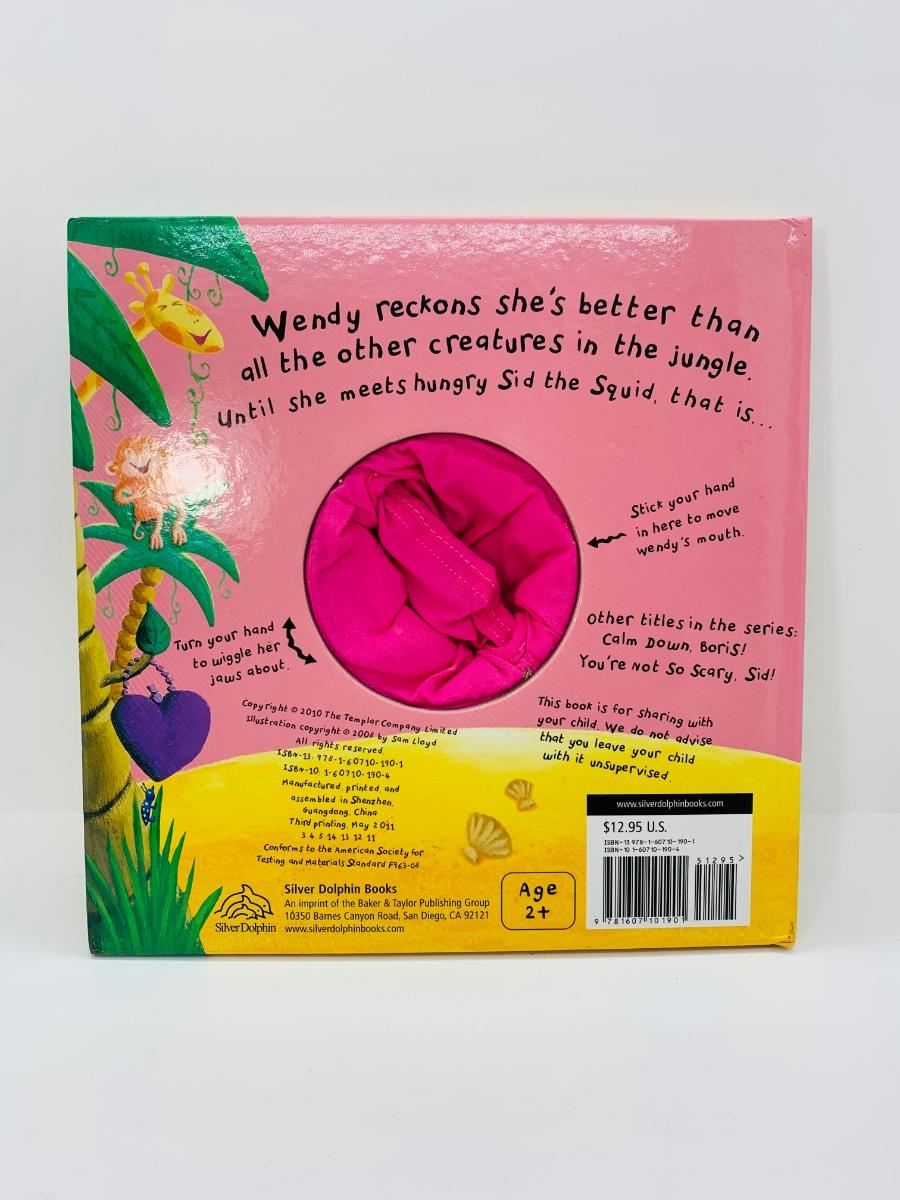 Wendy reckons she's better than
all the other creatures in the jungle.
Until she meets hungry Sid the Squid, that is...
Stick your hand
in here to move
wendy's mouth.
Turn your hand
to wiggle her
jaws about.
Other titles in the series:
Calm Down, Boris!
You're Not So Scary, Sid!
This book is for sharing with
your child. We do not advise
that you leave your child
with it unsupervised.
Copyright © 2010 The Templar Company Limited
Illustration copyright © 2008 by Sam Lloyd
All rights reserved.
ISBN-13: 978-1-60710-190-1
ISBN-10: 1-60710-190-4
Manufactured, printed, and
assembled in Shenzhen,
Guangdong, China
Third printing, May 2011
3 4 5 14 13 12 11
Conforms to the American Society for
Testing and Materials Standard F963-08
Silver Dolphin
Silver Dolphin Books
An imprint of the Baker & Taylor Publishing Group
10350 Barnes Canyon Road, San Diego, CA 92121
www.silverdolphinbooks.com
Age
2+
www.silverdolphinbooks.com
$12.95 U.S.
ISBN-13 978-1-60710-190-1
ISBN-10 1-60710-190-4
51295>
9 781607 101901